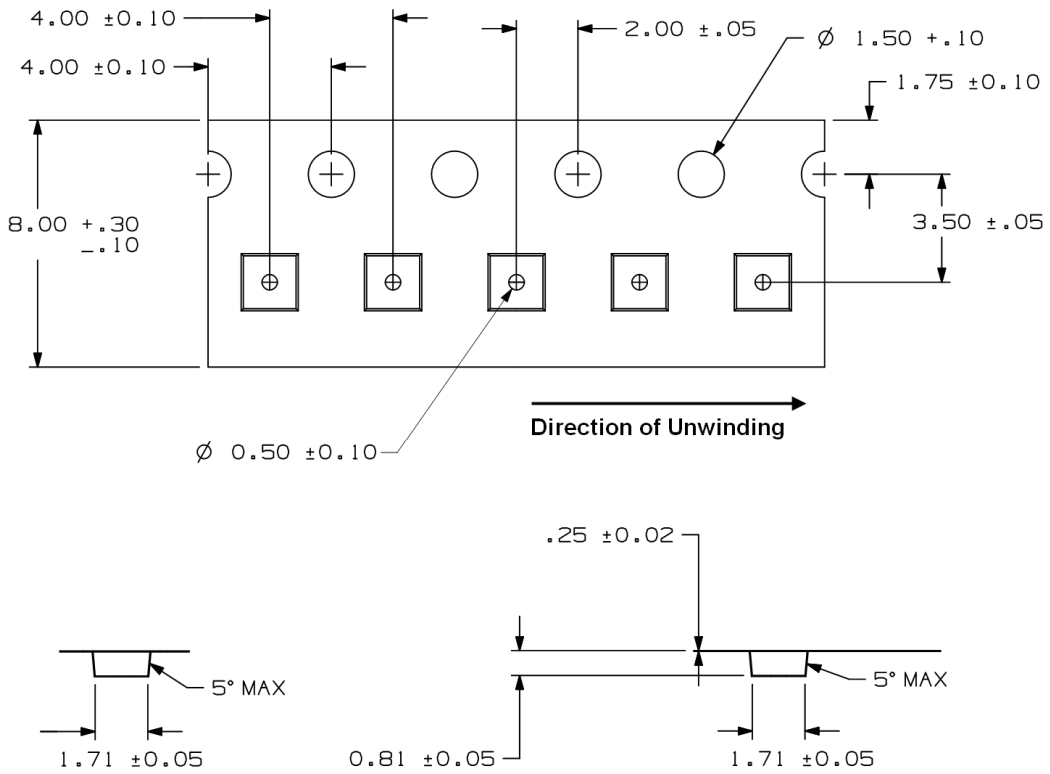 4.00 ±0.10
2.00 ±.05
Ø 1.50 +.10
4.00 ±0.10
1.75 ±0.10
8.00 +.30
-.10
3.50 ±.05
Direction of Unwinding
Ø 0.50 ±0.10
.25 ±0.02
5° MAX
5° MAX
1.71 ±0.05
0.81 ±0.05
1.71 ±0.05